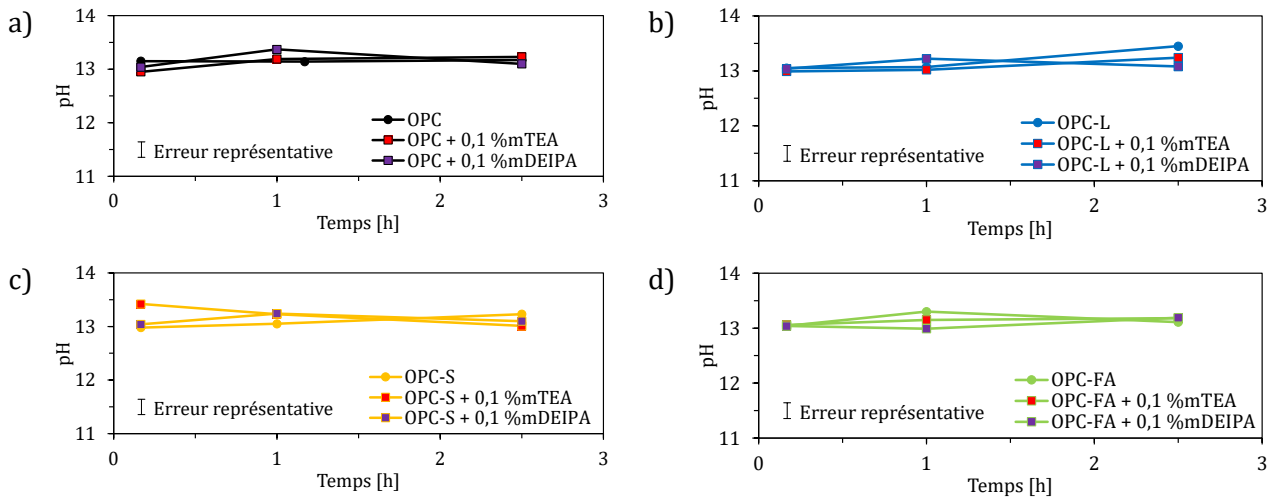 a)
14
13
12
11
pH
OPC
OPC + 0,1 %mTEA
OPC + 0,1 %mDEIPA
Erreur représentative
0
1
2
3
Temps [h]
b)
14
13
12
11
pH
OPC-L
OPC-L + 0,1 %mTEA
OPC-L + 0,1 %mDEIPA
Erreur représentative
0
1
2
3
Temps [h]
c)
14
13
12
11
pH
OPC-S
OPC-S + 0,1 %mTEA
OPC-S + 0,1 %mDEIPA
Erreur représentative
0
1
2
3
Temps [h]
d)
14
13
12
11
pH
OPC-FA
OPC-FA + 0,1 %mTEA
OPC-FA + 0,1 %mDEIPA
Erreur représentative
0
1
2
3
Temps [h]